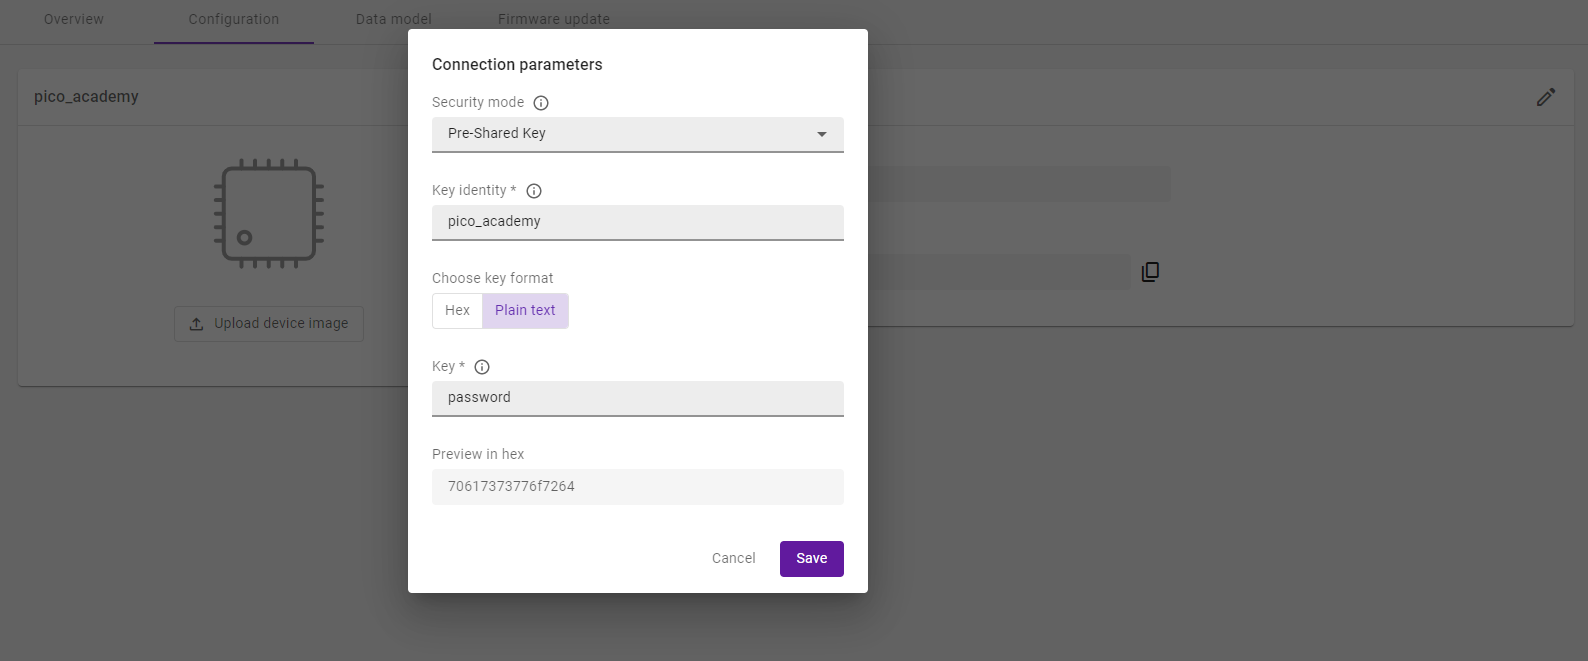 Overview Configuration Data model Firmware update
pico_academy
Upload device image
Connection parameters
Security mode
Pre-Shared Key
Key identity *
pico_academy
Choose key format
Hex Plain text
Key *
password
Preview in hex
70617373776f7264
Cancel Save